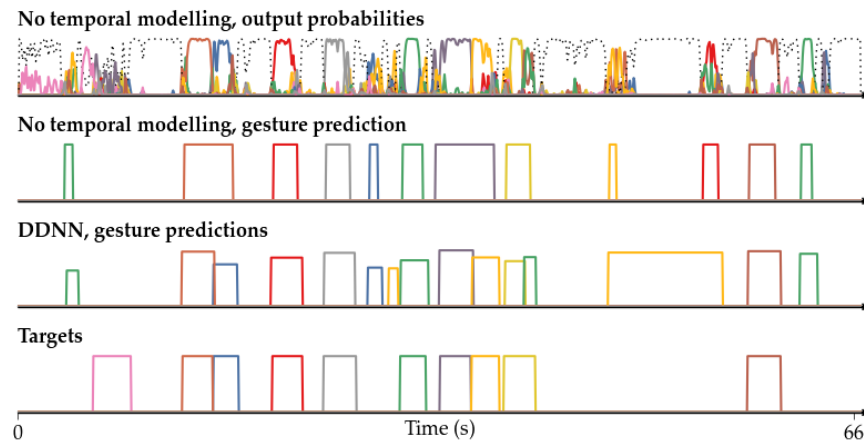 No temporal modelling, output probabilities
No temporal modelling, gesture prediction
DDNN, gesture predictions
Targets
0
Time (s)
66